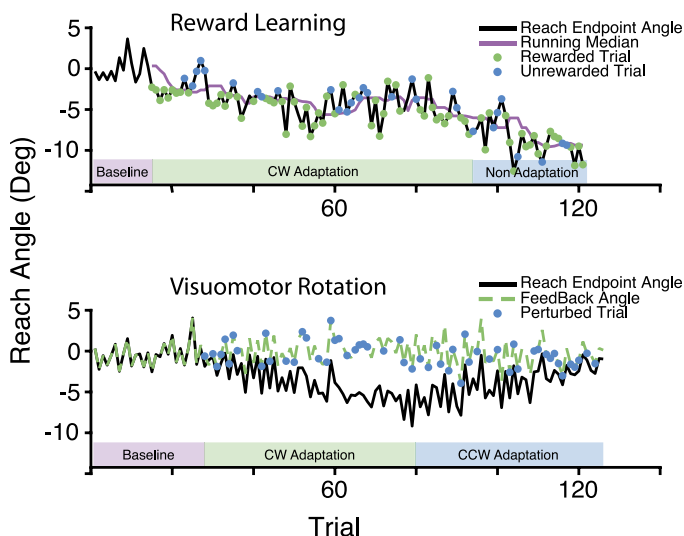 Reward Learning
Reach Endpoint Angle
Running Median
Rewarded Trial
Unrewarded Trial
5
0
-5
-10
Baseline
CW Adaptation
Non Adaptation
60
120
Reach Angle (Deg)
Visuomotor Rotation
Reach Endpoint Angle
FeedBack Angle
Perturbed Trial
5
0
-5
-10
Baseline
CW Adaptation
CCW Adaptation
60
120
Trial